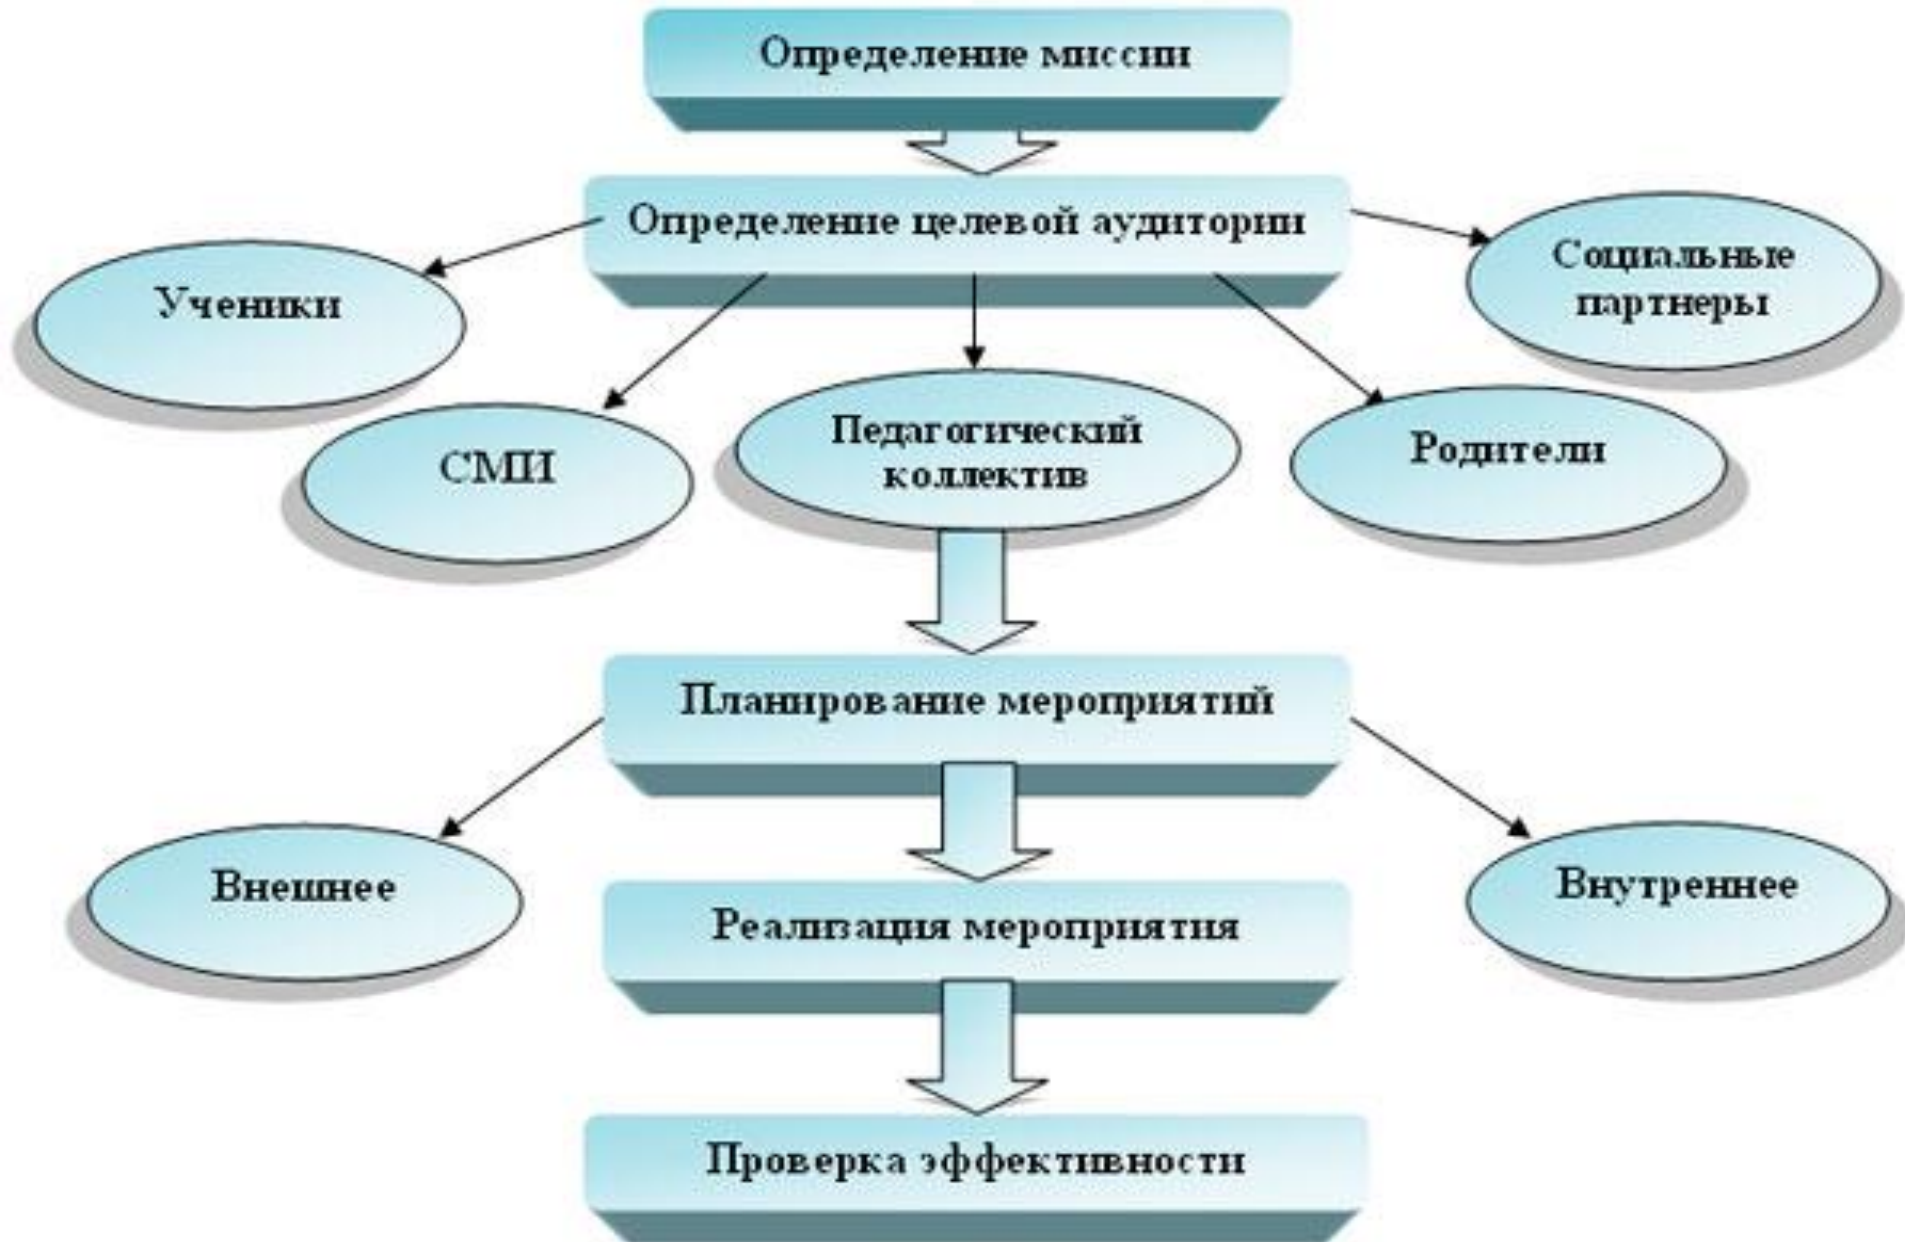 Определение миссии
Определение целевой аудитории
Ученики
Социальные
партнеры
СМИ
Педагогический
коллектив
Родители
Планирование мероприятий
Внешнее
Внутреннее
Реализация мероприятия
Проверка эффективности